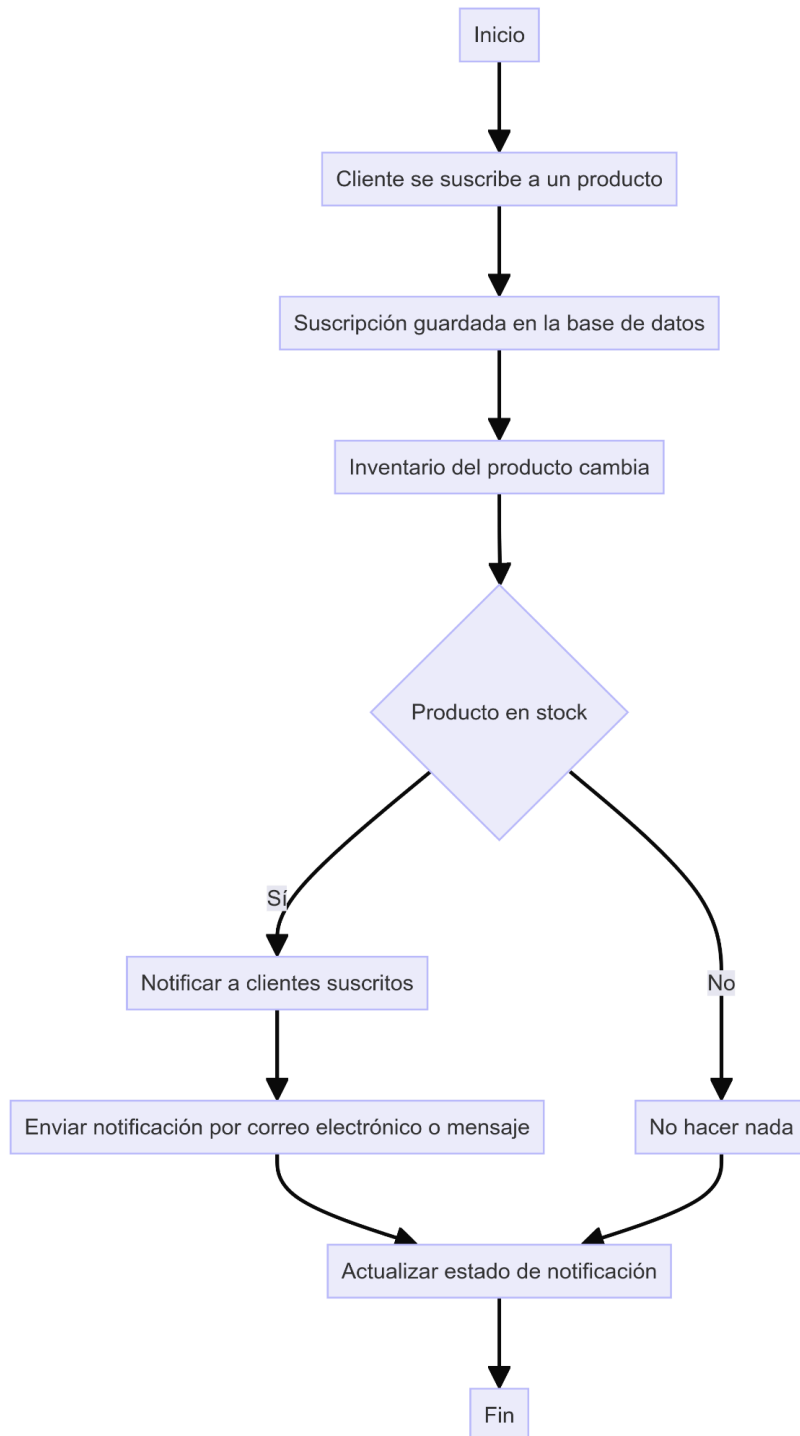 Inicio
Cliente se suscribe a un producto
Suscripción guardada en la base de datos
Inventario del producto cambia
Producto en stock
Sí
No
Notificar a clientes suscritos
Enviar notificación por correo electrónico o mensaje
No hacer nada
Actualizar estado de notificación
Fin